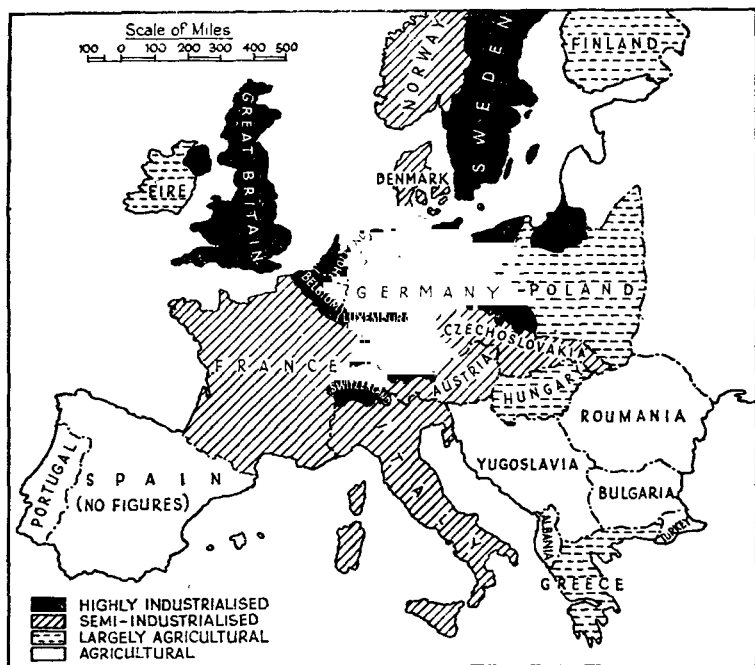 Scale of Miles
100 0 100 200 300 400 500
NORWAY
SWEDEN
FINLAND
GREAT BRITAIN
EIRE
DENMARK
HOLLAND
BELGIUM
GERMANY
POLAND
LUXEMBURG
CZECHOSLOVAKIA
FRANCE
AUSTRIA
SWITZERLAND
HUNGARY
ROUMANIA
ITALY
YUGOSLAVIA
PORTUGAL
SPAIN
(NO FIGURES)
BULGARIA
ALBANIA
TURKEY
GREECE
HIGHLY INDUSTRIALISED
SEMI-INDUSTRIALISED
LARGELY AGRICULTURAL
AGRICULTURAL